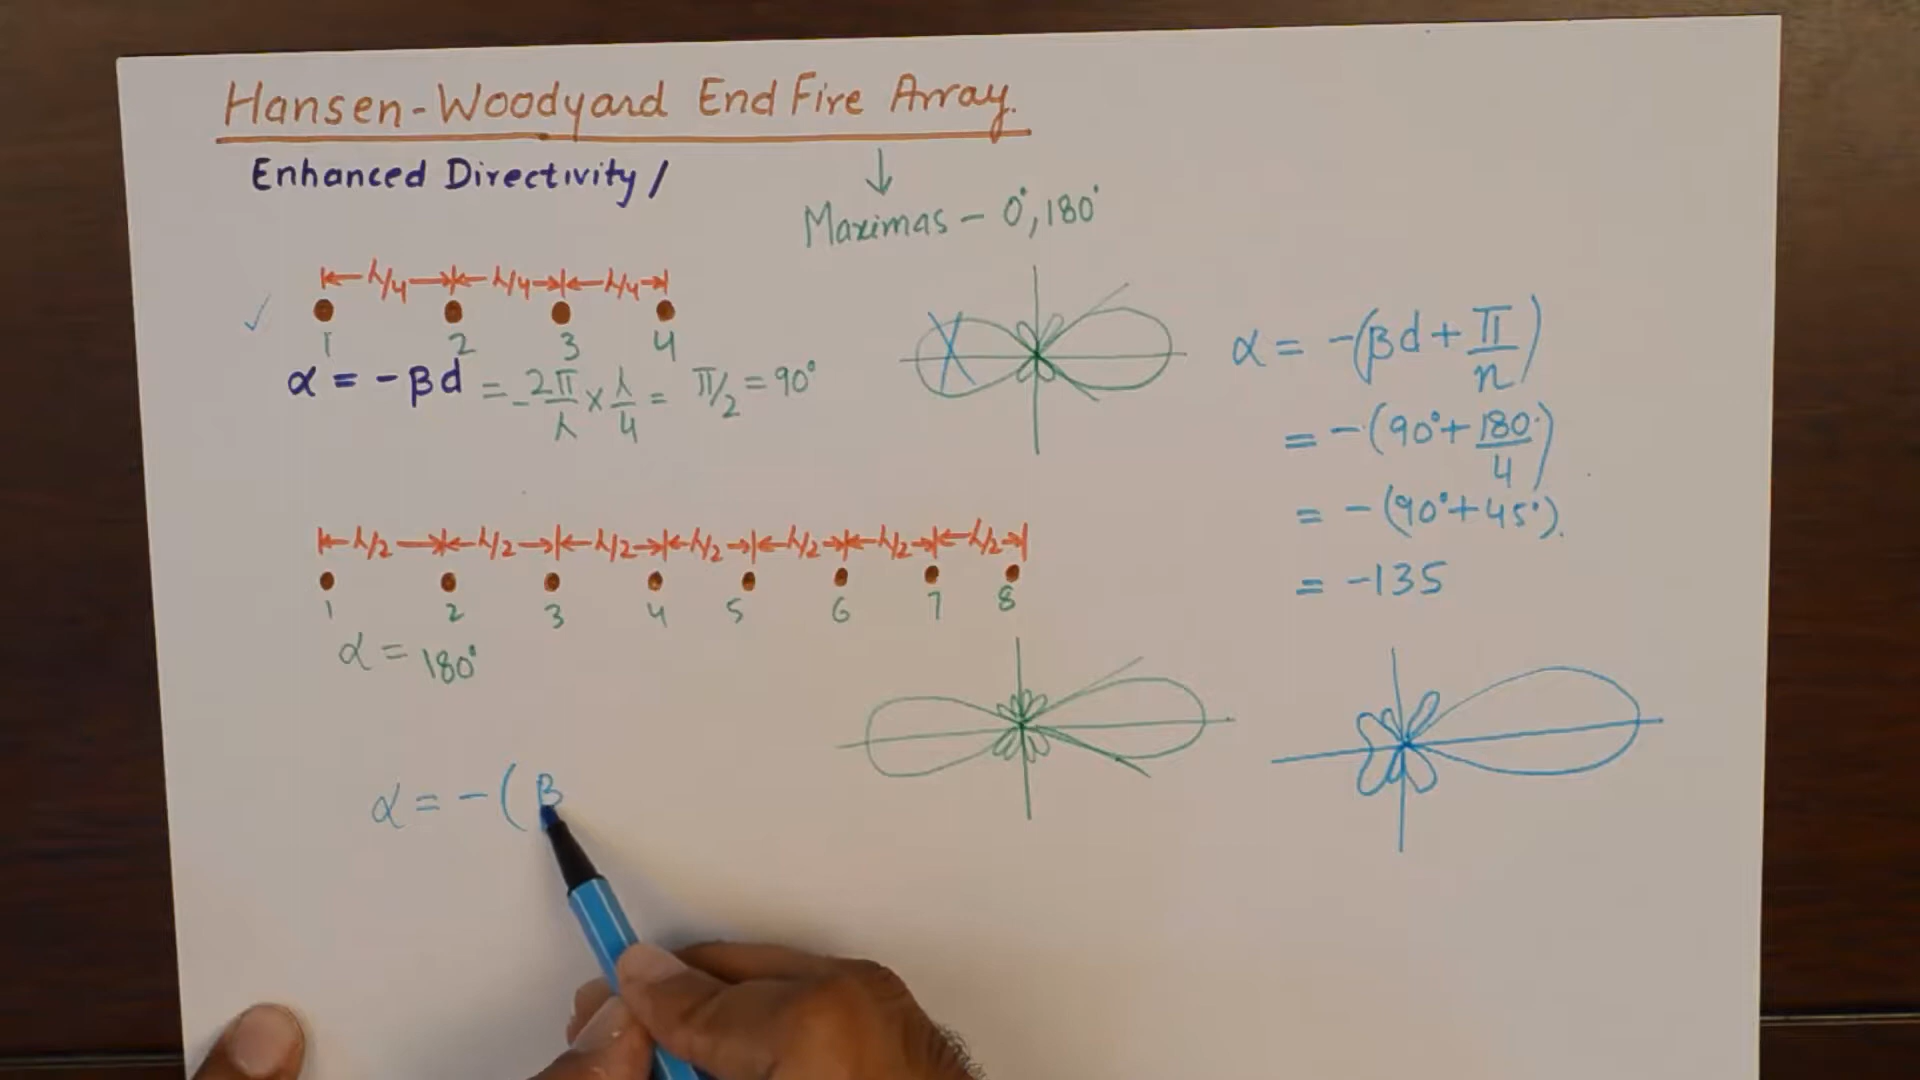 Hansen-Woodyard End Fire Array.
Enhanced Directivity /
↓
Maximas - 0°, 180°
λ/4 λ/4 λ/4
1 2 3 4
α = -βd = -2π/λ × λ/4 = π/2 = 90°
α = -(βd + π/n)
= -(90° + 180°/4)
= -(90° + 45°).
= -135
λ/2 λ/2 λ/2 λ/2 λ/2 λ/2 λ/2
1 2 3 4 5 6 7 8
α = 180°
α = -( β